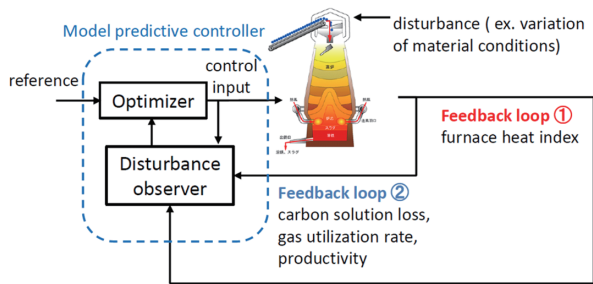 Model predictive controller
disturbance ( ex. variation
of material conditions)
reference
control
input
Optimizer
Feedback loop ①
furnace heat index
Disturbance
observer
Feedback loop ②
carbon solution loss,
gas utilization rate,
productivity